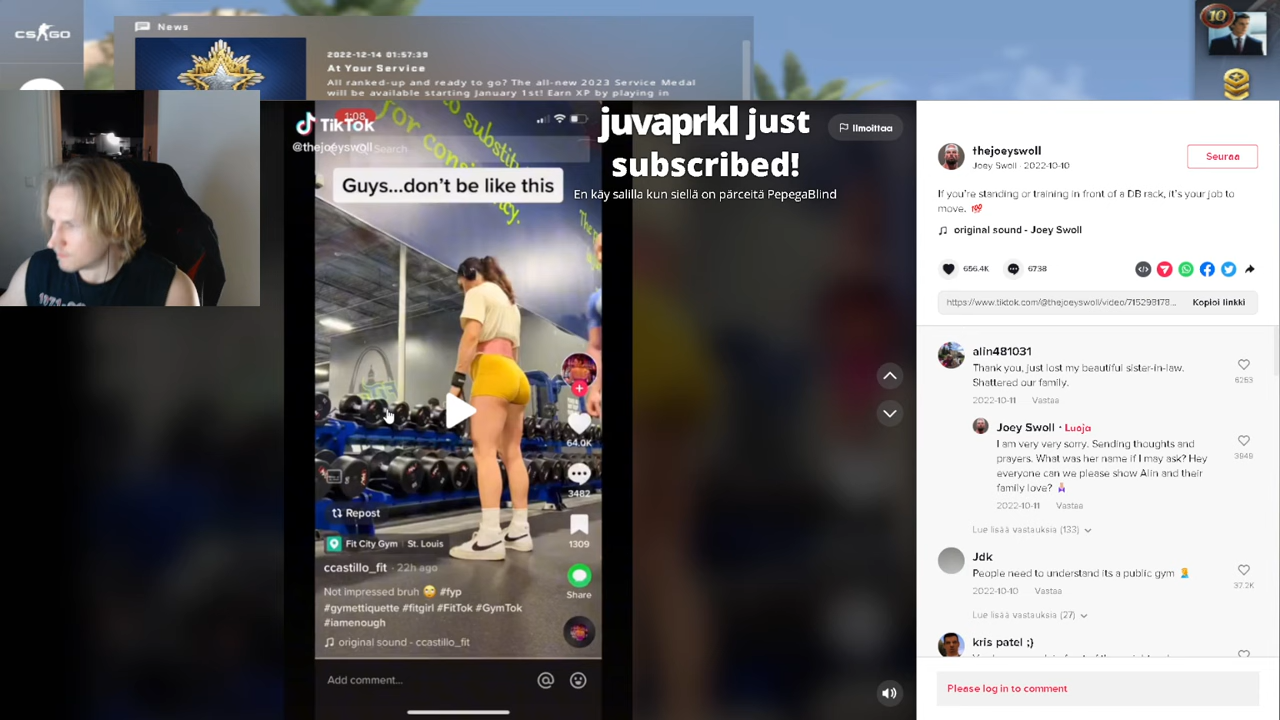 CS:GO
News
2022-12-14 01:57:39
At Your Service
All ranked-up and ready to go? The all-new 2023 Service Medal
will be available starting January 1st! Earn XP by playing in
10
1:08
TikTok
@thejoeyswoll
Search
to substitute
for consi
cy.
Guys...don't be like this
juvaprkl just
subscribed!
En käy salilla kun siellä on pärceitä PepegaBlind
Ilmoittaa
64.0K
3482
1309
Share
Repost
Fit City Gym St. Louis
ccastillo_fit · 22h ago
Not impressed bruh #fyp
#gymettiquette #fitgirl #FitTok #GymTok
#iamenough
original sound - ccastillo_fit
Add comment...
thejoeyswoll
Joey Swoll · 2022-10-10
Seuraa
If you're standing or training in front of a DB rack, it's your job to
move. 💯
original sound - Joey Swoll
656.4K
6738
https://www.tiktok.com/@thejoeyswoll/video/715298178...
Kopioi linkki
alin481031
Thank you, just lost my beautiful sister-in-law.
Shattered our family.
2022-10-11 Vastaa
6253
Joey Swoll · Luoja
I am very very sorry. Sending thoughts and
prayers. What was her name if I may ask? Hey
everyone can we please show Alin and their
family love?
2022-10-11 Vastaa
3948
Lue lisää vastauksia (133)
Jdk
People need to understand its a public gym
2022-10-10 Vastaa
37.2K
Lue lisää vastauksia (27)
kris patel ;)
Please log in to comment